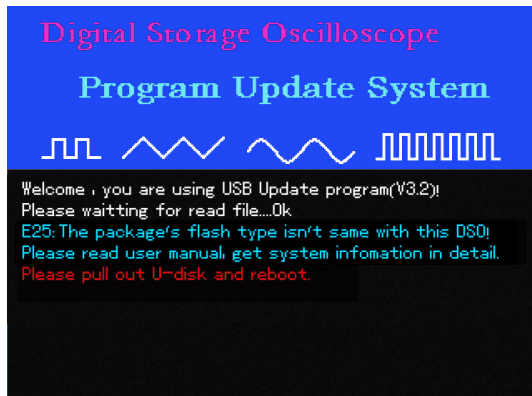 Digital Storage Oscilloscope
Program Update System
Welcome , you are using USB Update program(V3.2)!
Please waitting for read file....Ok
E25: The package's flash type isn't same with this DSO!
Please read user manual, get system infomation in detail.
Please pull out U-disk and reboot.